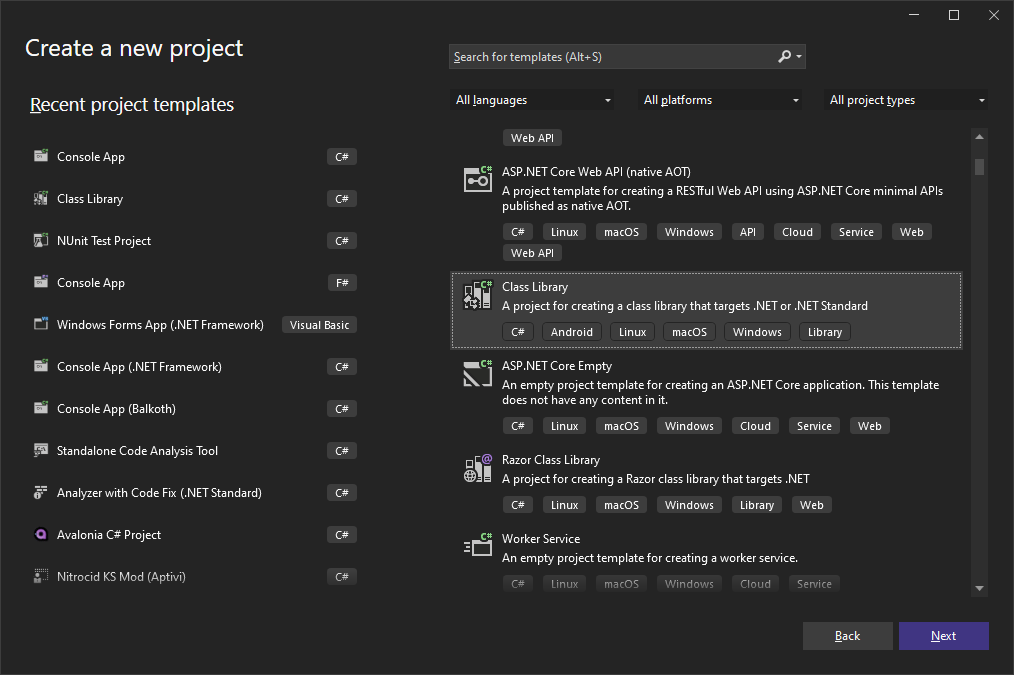 Create a new project
Search for templates (Alt+S)
Recent project templates
All languages
All platforms
All project types
Console App C#
Class Library C#
NUnit Test Project C#
Console App F#
Windows Forms App (.NET Framework) Visual Basic
Console App (.NET Framework) C#
Console App (Balkoth) C#
Standalone Code Analysis Tool C#
Analyzer with Code Fix (.NET Standard) C#
Avalonia C# Project C#
Nitrocid KS Mod (Aptivi) C#
Web API
ASP.NET Core Web API (native AOT)
A project template for creating a RESTful Web API using ASP.NET Core minimal APIs
published as native AOT.
C# Linux macOS Windows API Cloud Service Web
Web API
Class Library
A project for creating a class library that targets .NET or .NET Standard
C# Android Linux macOS Windows Library
ASP.NET Core Empty
An empty project template for creating an ASP.NET Core application. This template
does not have any content in it.
C# Linux macOS Windows Cloud Service Web
Razor Class Library
A project for creating a Razor class library that targets .NET
C# Linux macOS Windows Library Web
Worker Service
An empty project template for creating a worker service.
C# Linux macOS Windows Cloud Service
Back
Next